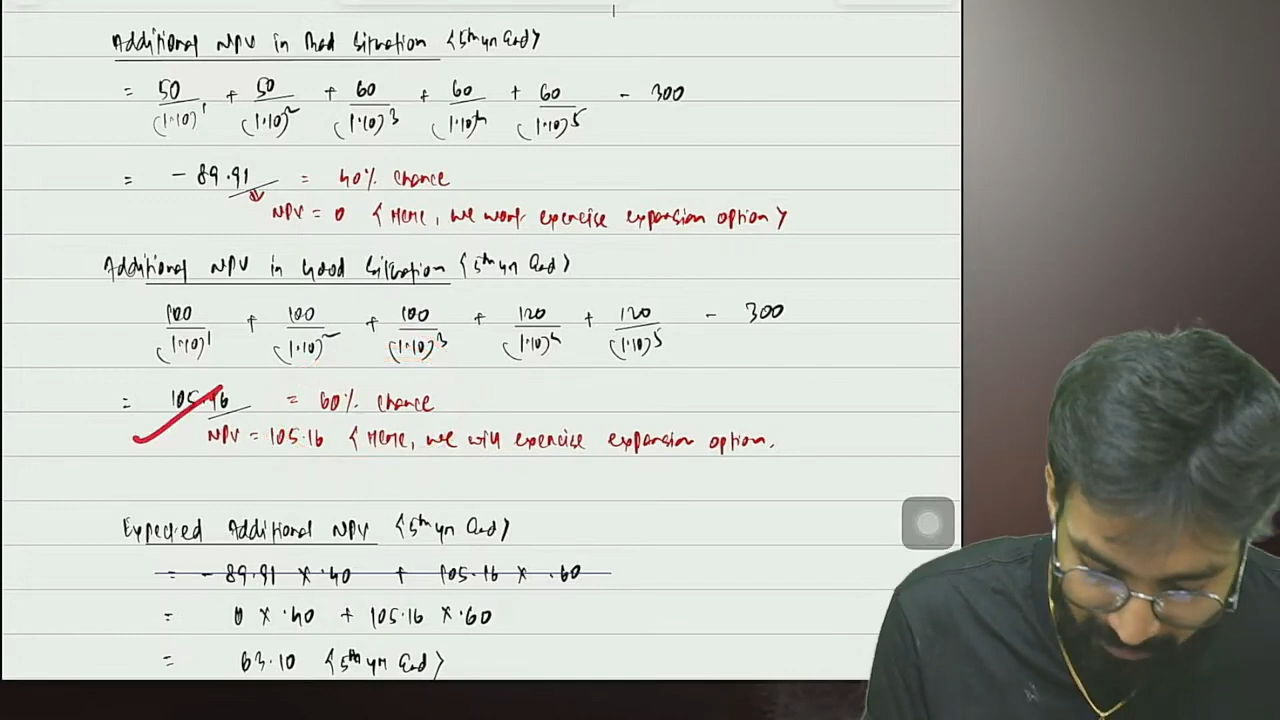 Additional NPV in Bad Situation {5th yr End}
= 50/(1.10)^1 + 50/(1.10)^2 + 60/(1.10)^3 + 60/(1.10)^4 + 60/(1.10)^5 - 300
= - 89.91 = 40% chance
NPV = 0 {Here, we won't exercise expansion option}
Additional NPV in Good Situation {5th yr End}
100/(1.10)^1 + 100/(1.10)^2 + 100/(1.10)^3 + 120/(1.10)^4 + 120/(1.10)^5 - 300
= 105.16 = 60% chance
NPV = 105.16 {Here, we will exercise expansion option.
Expected Additional NPV {5th yr End}
= - 89.91 × .40 + 105.16 × .60
= 0 × .40 + 105.16 × .60
= 63.10 {5th yr End}